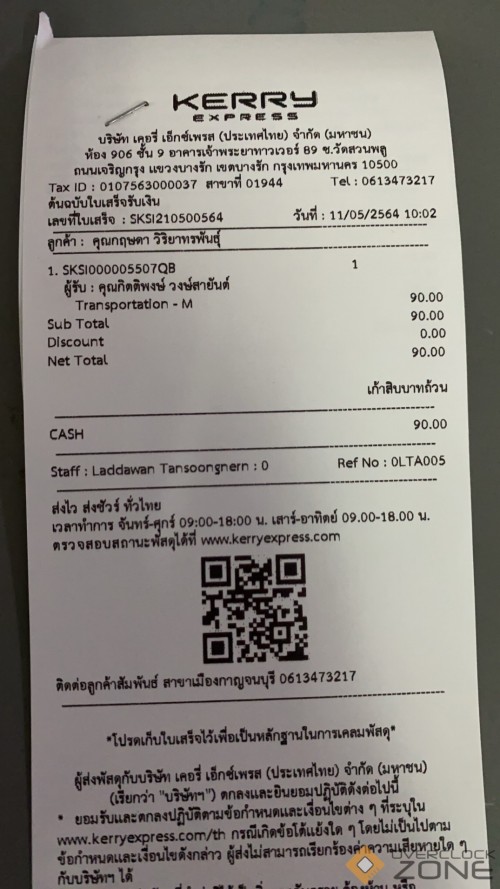 KERRY
EXPRESS
บริษัท เคอรี่ เอ็กซ์เพรส (ประเทศไทย) จำกัด (มหาชน)
ห้อง 906 ชั้น 9 อาคารเจ้าพระยาทาวเวอร์ 89 ซ.วัดสวนพลู
ถนนเจริญกรุง แขวงบางรัก เขตบางรัก กรุงเทพมหานคร 10500
Tax ID : 0107563000037 สาขาที่ 01944 Tel : 0613473217
ต้นฉบับใบเสร็จรับเงิน
เลขที่ใบเสร็จ : SKSI210500564 วันที่ : 11/05/2564 10:02
ลูกค้า : คุณกฤษดา วิริยาทรพันธุ์
1. SKSI000005507QB 1
ผู้รับ : คุณกิตติพงษ์ วงษ์สายันต์
Transportation - M 90.00
Sub Total 90.00
Discount 0.00
Net Total 90.00
เก้าสิบบาทถ้วน
CASH 90.00
Staff : Laddawan Tansoongnern : 0 Ref No : 0LTA005
ส่งไว ส่งชัวร์ ทั่วไทย
เวลาทำการ จันทร์-ศุกร์ 09:00-18:00 น. เสาร์-อาทิตย์ 09.00-18.00 น.
ตรวจสอบสถานะพัสดุได้ที่ www.kerryexpress.com
ติดต่อลูกค้าสัมพันธ์ สาขาเมืองกาญจนบุรี 0613473217
*โปรดเก็บใบเสร็จไว้เพื่อเป็นหลักฐานในการเคลมพัสดุ*
ผู้ส่งพัสดุกับบริษัท เคอรี่ เอ็กซ์เพรส (ประเทศไทย) จำกัด (มหาชน)
(เรียกว่า "บริษัทฯ") ตกลงและยินยอมปฏิบัติดังต่อไปนี้
* ยอมรับและตกลงปฏิบัติตามข้อกำหนดและเงื่อนไขต่าง ๆ ที่ระบุใน
www.kerryexpress.com/th กรณีเกิดข้อโต้แย้งใด ๆ โดยไม่เป็นไปตาม
ข้อกำหนดและเงื่อนไขดังกล่าว ผู้ส่งไม่สามารถเรียกร้องค่าความเสียหายใด ๆ
กับบริษัทฯ ได้
OVERCLOCK
ZONE